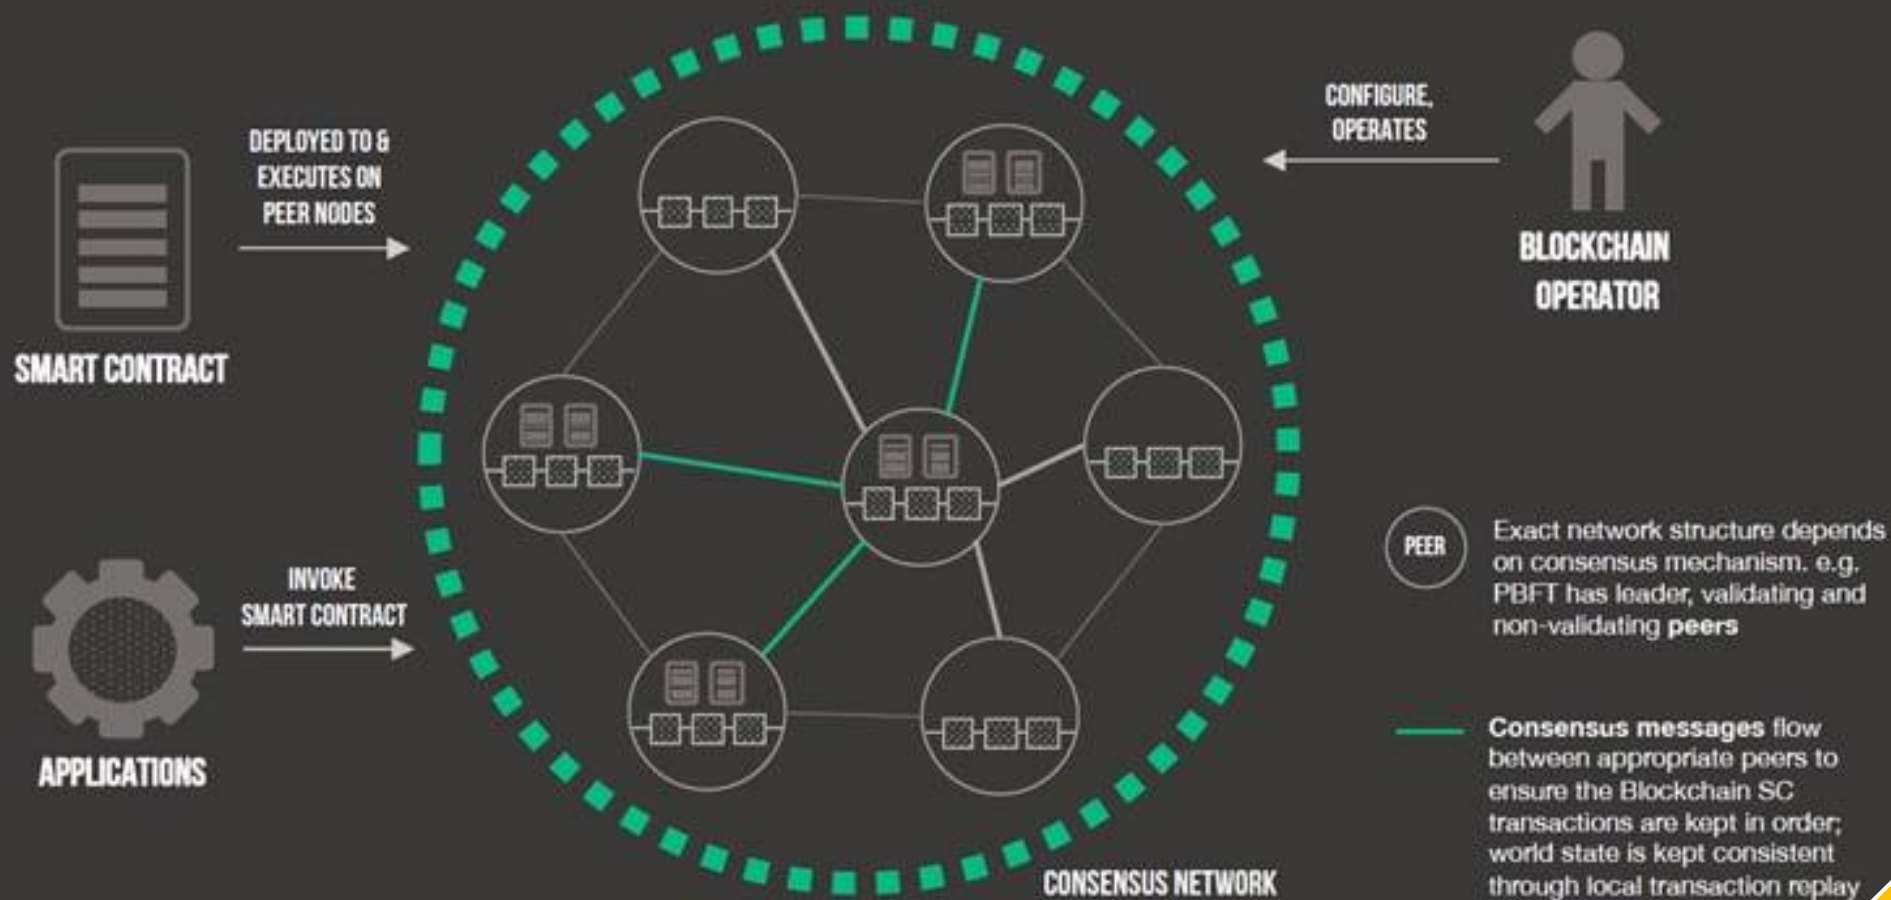 DEPLOYED TO &
EXECUTES ON
PEER NODES
SMART CONTRACT
INVOKE
SMART CONTRACT
APPLICATIONS
CONFIGURE,
OPERATES
BLOCKCHAIN
OPERATOR
PEER
Exact network structure depends
on consensus mechanism. e.g.
PBFT has leader, validating and
non-validating peers
Consensus messages flow
between appropriate peers to
ensure the Blockchain SC
transactions are kept in order;
world state is kept consistent
through local transaction replay
CONSENSUS NETWORK